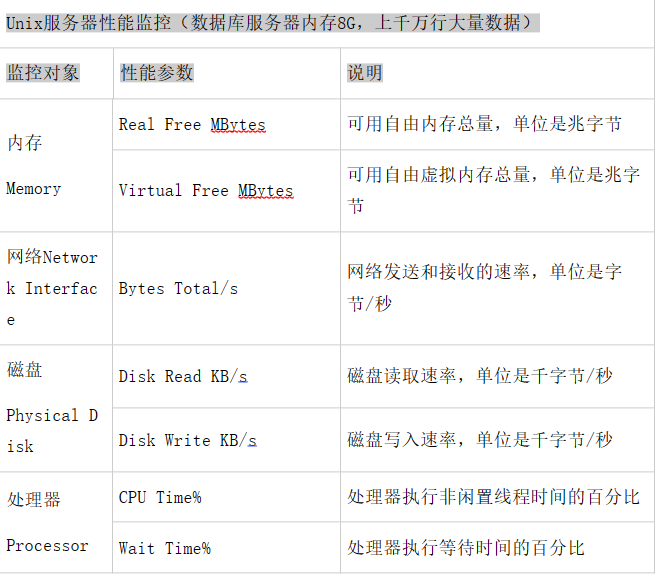 Unix服务器性能监控（数据库服务器内存8G，上千万行大量数据）
监控对象
性能参数
说明
内存
Memory
Real Free MBytes
可用自由内存总量，单位是兆字节
Virtual Free MBytes
可用自由虚拟内存总量，单位是兆字
节
网络Networ
k Interfac
e
Bytes Total/s
网络发送和接收的速率，单位是字
节/秒
磁盘
Physical D
isk
Disk Read KB/s
磁盘读取速率，单位是千字节/秒
Disk Write KB/s
磁盘写入速率，单位是千字节/秒
处理器
Processor
CPU Time%
处理器执行非闲置线程时间的百分比
Wait Time%
处理器执行等待时间的百分比